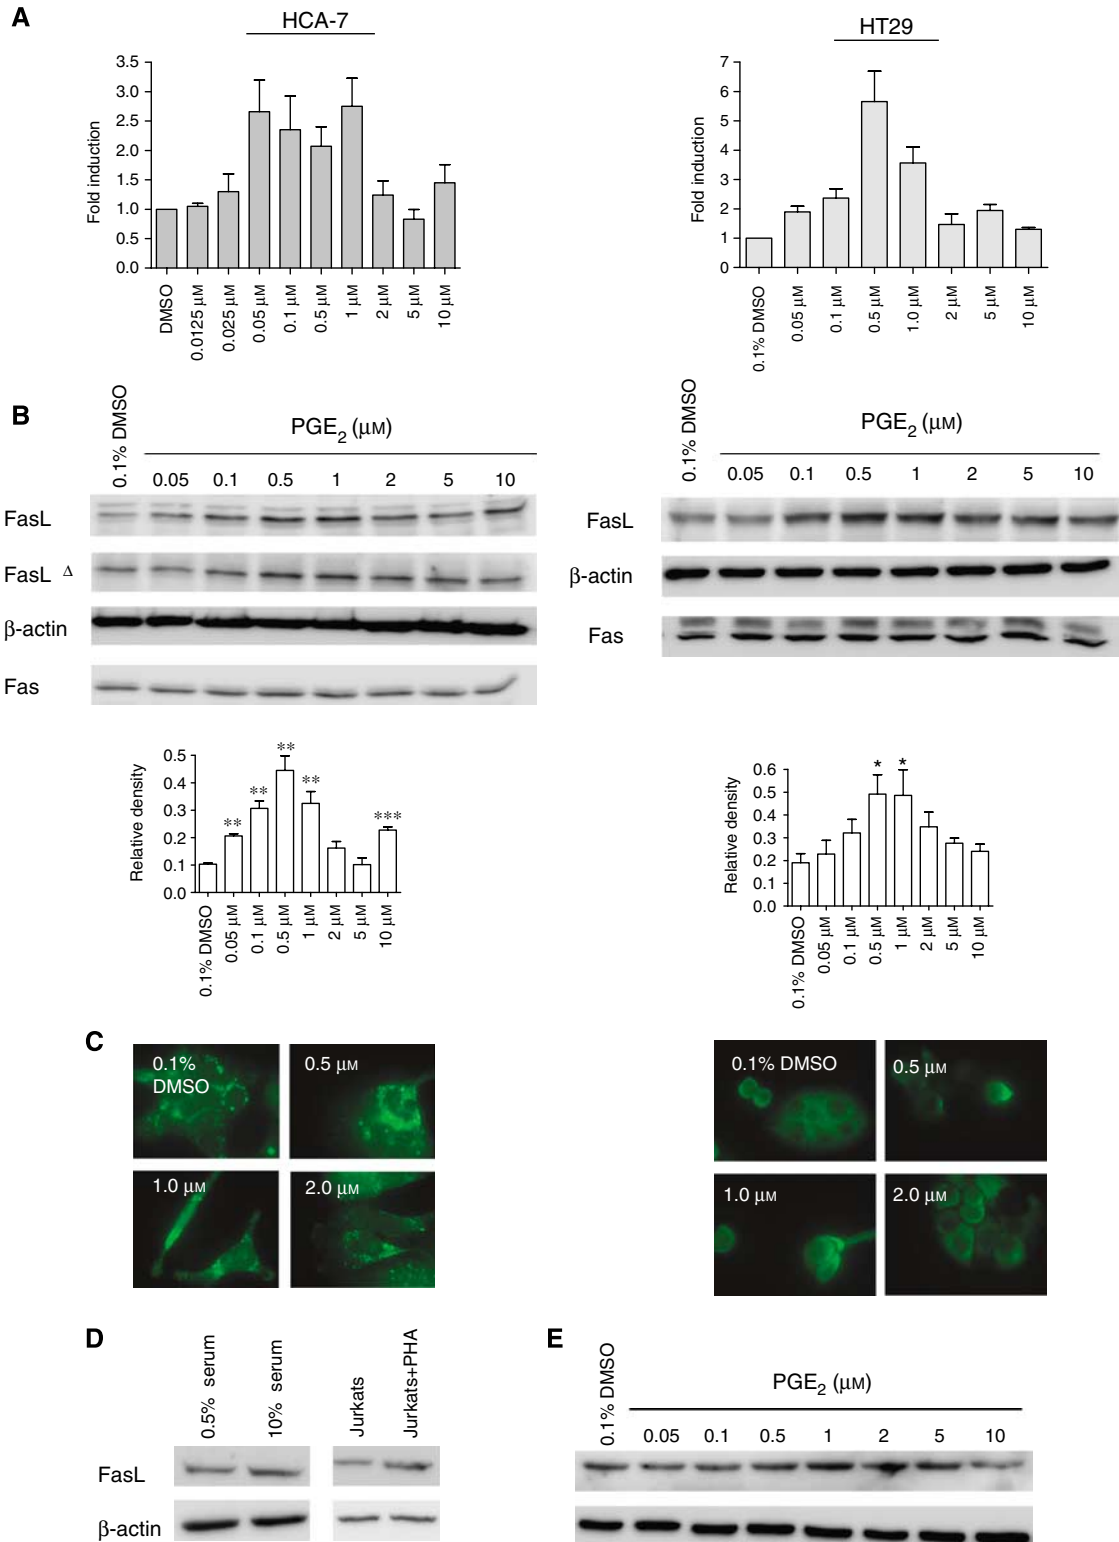 A
HCA-7
Fold induction
3.5
3.0
2.5
2.0
1.5
1.0
0.5
0.0
DMSO
0.0125 μM
0.025 μM
0.05 μM
0.1 μM
0.5 μM
1 μM
2 μM
5 μM
10 μM
HT29
Fold induction
7
6
5
4
3
2
1
0
0.1% DMSO
0.05 μM
0.1 μM
0.5 μM
1.0 μM
2 μM
5 μM
10 μM
B
0.1% DMSO
PGE2 (μM)
0.05 0.1 0.5 1 2 5 10
FasL
FasL Δ
β-actin
Fas
0.1% DMSO
PGE2 (μM)
0.05 0.1 0.5 1 2 5 10
FasL
β-actin
Fas
Relative density
0.5
0.4
0.3
0.2
0.1
0.0
** ** ** ** ***
0.1% DMSO
0.05 μM
0.1 μM
0.5 μM
1 μM
2 μM
5 μM
10 μM
Relative density
0.6
0.5
0.4
0.3
0.2
0.1
0.0
* *
0.1% DMSO
0.05 μM
0.1 μM
0.5 μM
1 μM
2 μM
5 μM
10 μM
C
0.1%
DMSO
0.5 μM
1.0 μM
2.0 μM
0.1% DMSO
0.5 μM
1.0 μM
2.0 μM
D
0.5% serum
10% serum
Jurkats
Jurkats+PHA
FasL
β-actin
E
0.1% DMSO
PGE2 (μM)
0.05 0.1 0.5 1 2 5 10